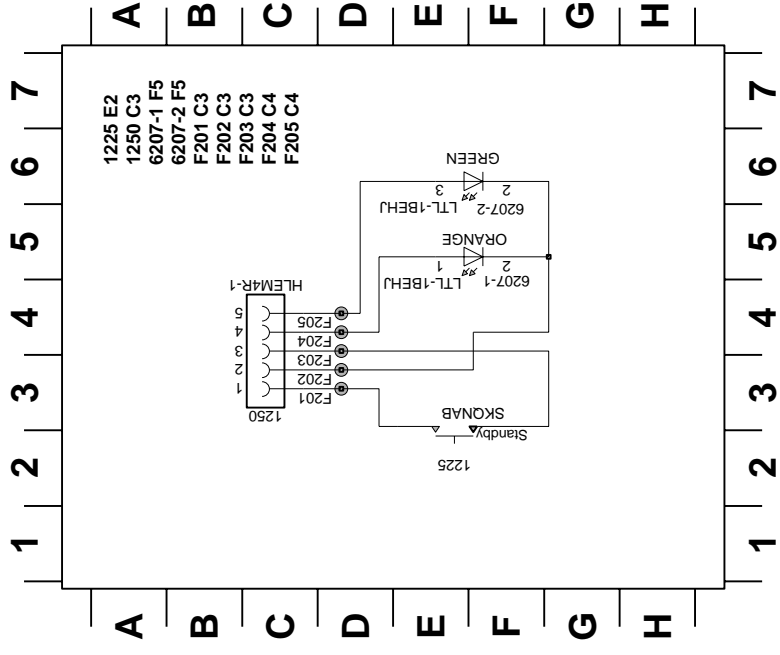 A B C D E F G H
7 7
1225 E2
1250 C3
6207-1 F5
6207-2 F5
F201 C3
F202 C3
F203 C3
F204 C4
F205 C4
6 6
GREEN
3 2
LTL-1BEHJ 6207-2
5 5
ORANGE
1 2
LTL-1BEHJ 6207-1
HLEM4R-1
4 4
5 F205
4 F204
3 F203
2 F202
1 F201
1250
3 3
SKQNAB
Standby
1225
2 2
1 1
A B C D E F G H